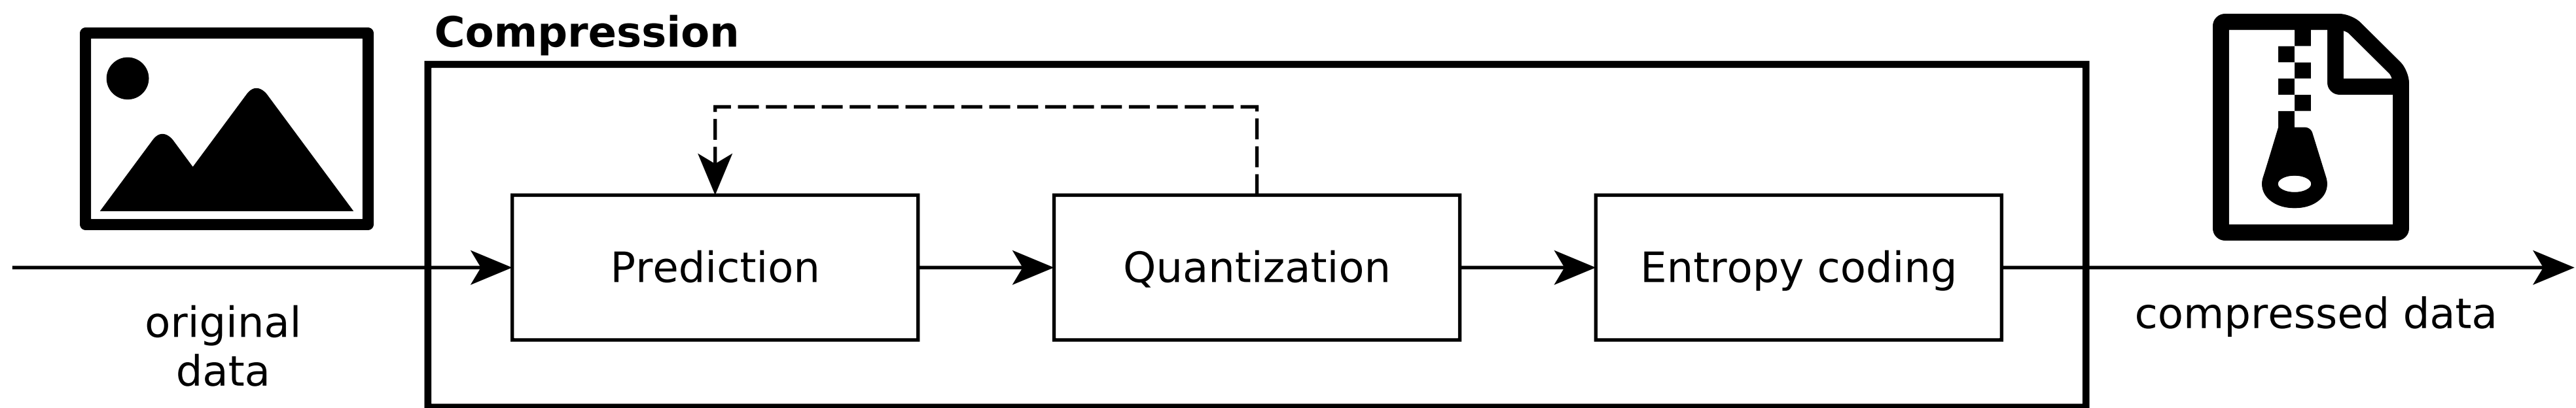 Compression
Prediction
Quantization
Entropy coding
original
data
compressed data